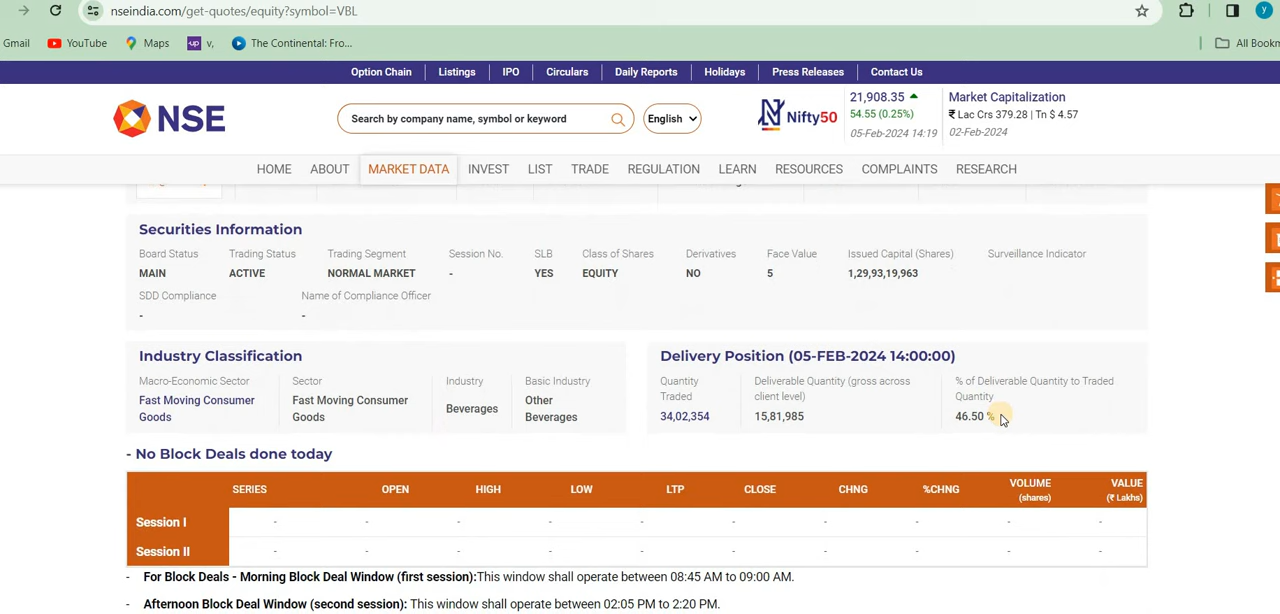 nseindia.com/get-quotes/equity?symbol=VBL
Gmail YouTube Maps up v, The Continental: Fro... All Bookm
Option Chain Listings IPO Circulars Daily Reports Holidays Press Releases Contact Us
NSE
Search by company name, symbol or keyword
English
Nifty50
21,908.35
54.55 (0.25%)
05-Feb-2024 14:19
Market Capitalization
₹ Lac Crs 379.28 | Tn $ 4.57
02-Feb-2024
HOME ABOUT MARKET DATA INVEST LIST TRADE REGULATION LEARN RESOURCES COMPLAINTS RESEARCH
Securities Information
Board Status Trading Status Trading Segment Session No. SLB Class of Shares Derivatives Face Value Issued Capital (Shares) Surveillance Indicator
MAIN ACTIVE NORMAL MARKET - YES EQUITY NO 5 1,29,93,19,963
SDD Compliance Name of Compliance Officer
- -
Industry Classification
Macro-Economic Sector Sector Industry Basic Industry
Fast Moving Consumer Fast Moving Consumer Beverages Other
Goods Goods Beverages
Delivery Position (05-FEB-2024 14:00:00)
Quantity Deliverable Quantity (gross across % of Deliverable Quantity to Traded
Traded client level) Quantity
34,02,354 15,81,985 46.50 %
- No Block Deals done today
SERIES OPEN HIGH LOW LTP CLOSE CHNG %CHNG VOLUME VALUE
(shares) (₹ Lakhs)
Session I - - - - - - - - - -
Session II - - - - - - - - - -
- For Block Deals - Morning Block Deal Window (first session):This window shall operate between 08:45 AM to 09:00 AM.
- Afternoon Block Deal Window (second session): This window shall operate between 02:05 PM to 2:20 PM.